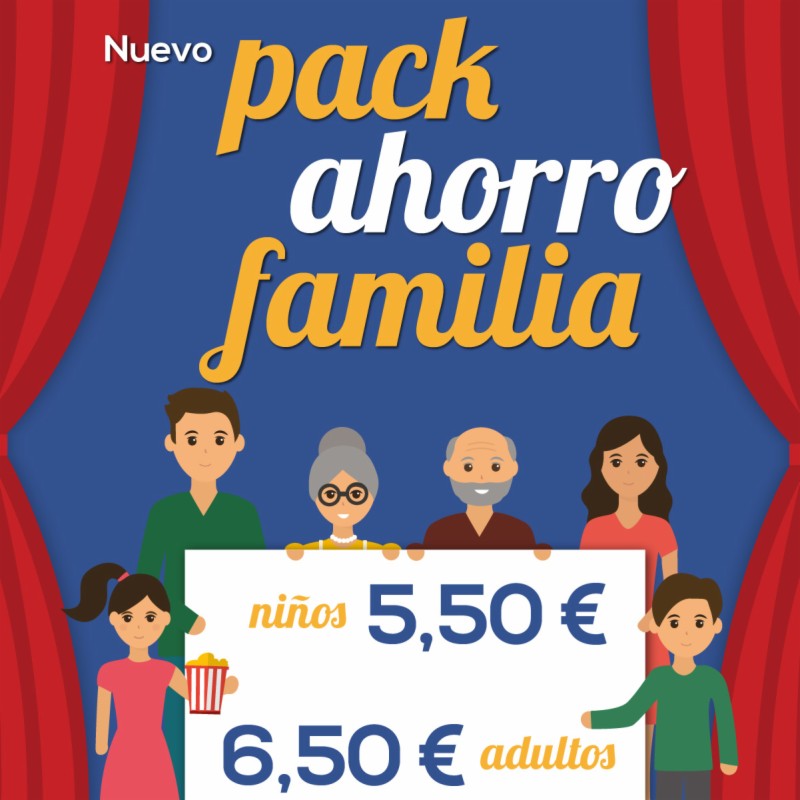 Nuevo pack
ahorro
familia
niños 5,50 €
6,50 € adultos